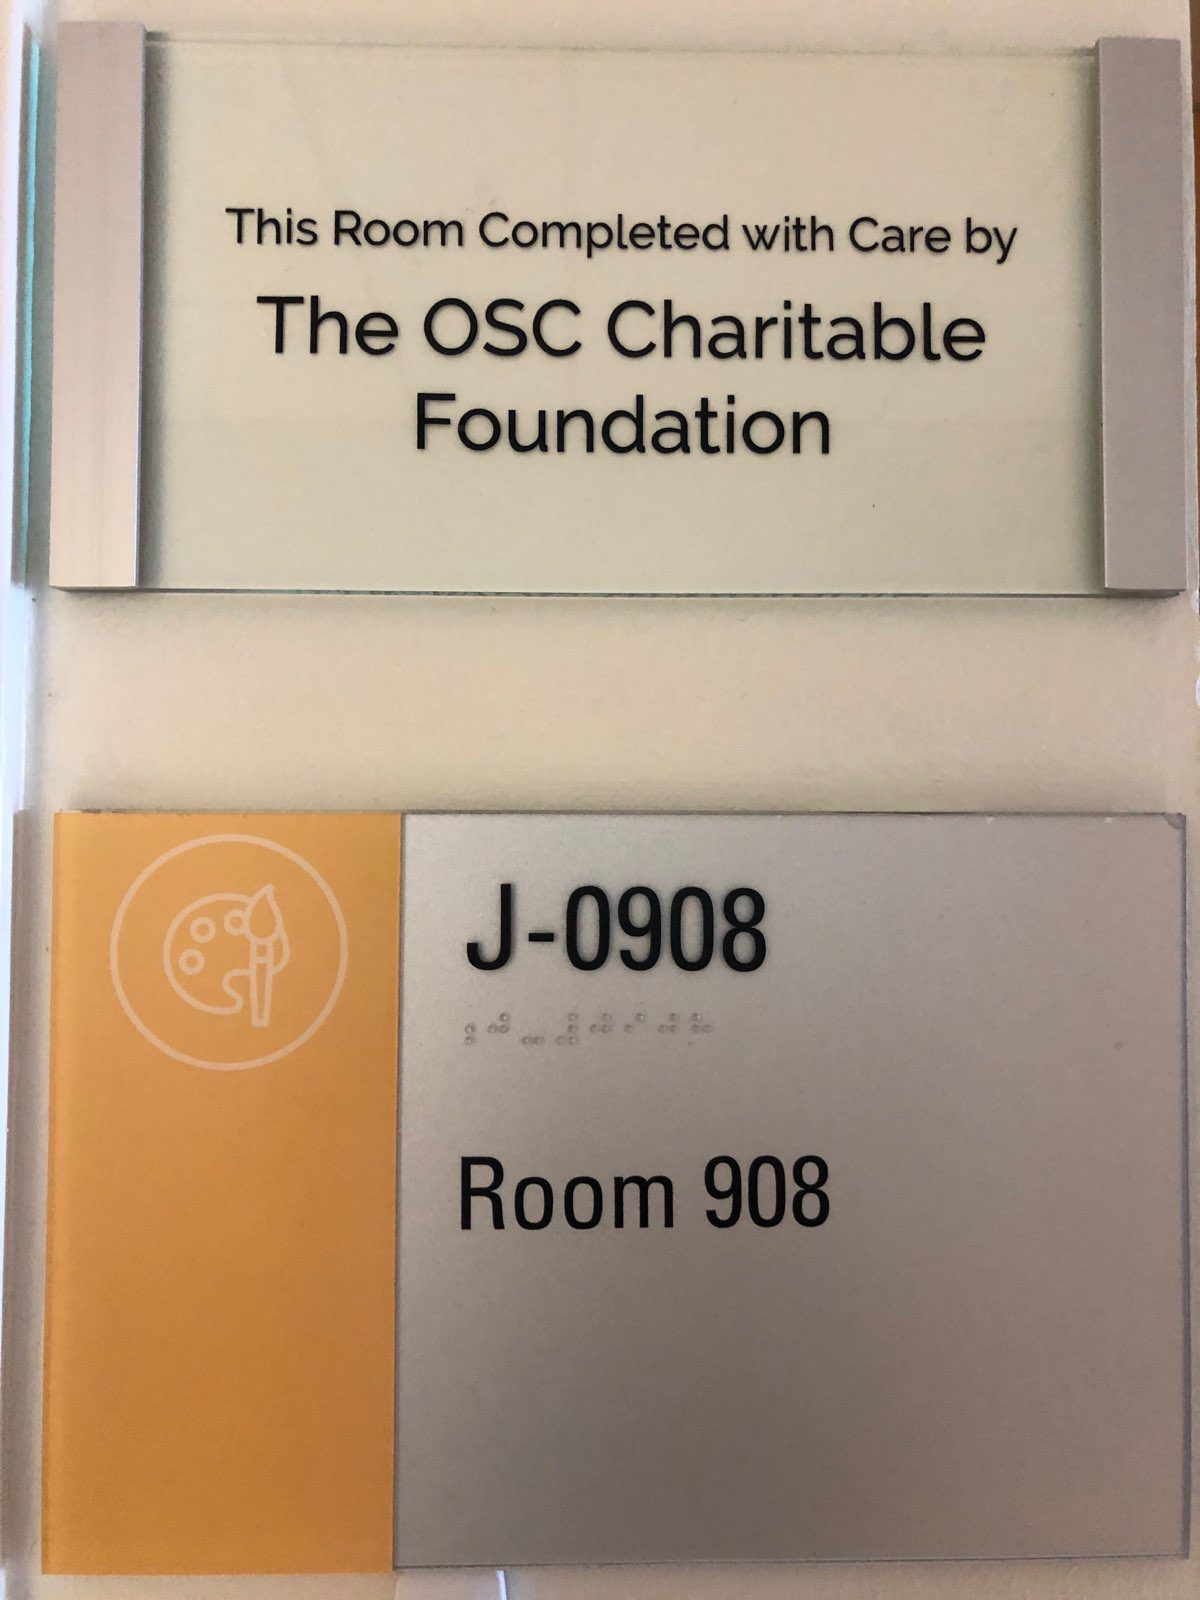 This Room Completed with Care by
The OSC Charitable
Foundation
J-0908
Room 908